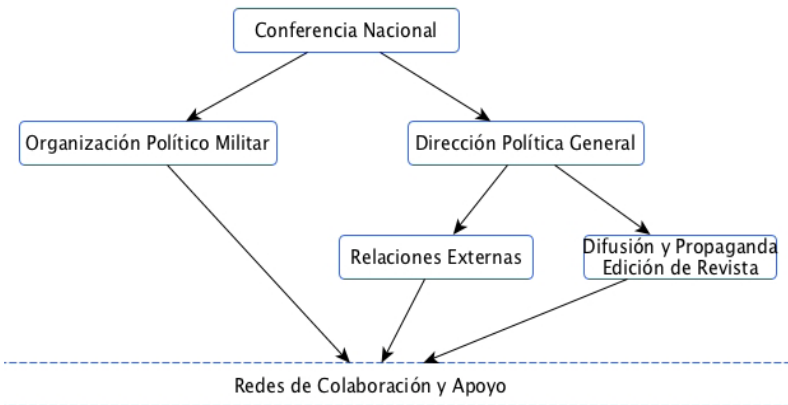 Conferencia Nacional
Organización Político Militar
Dirección Política General
Relaciones Externas
Difusión y Propaganda
Edición de Revista
Redes de Colaboración y Apoyo